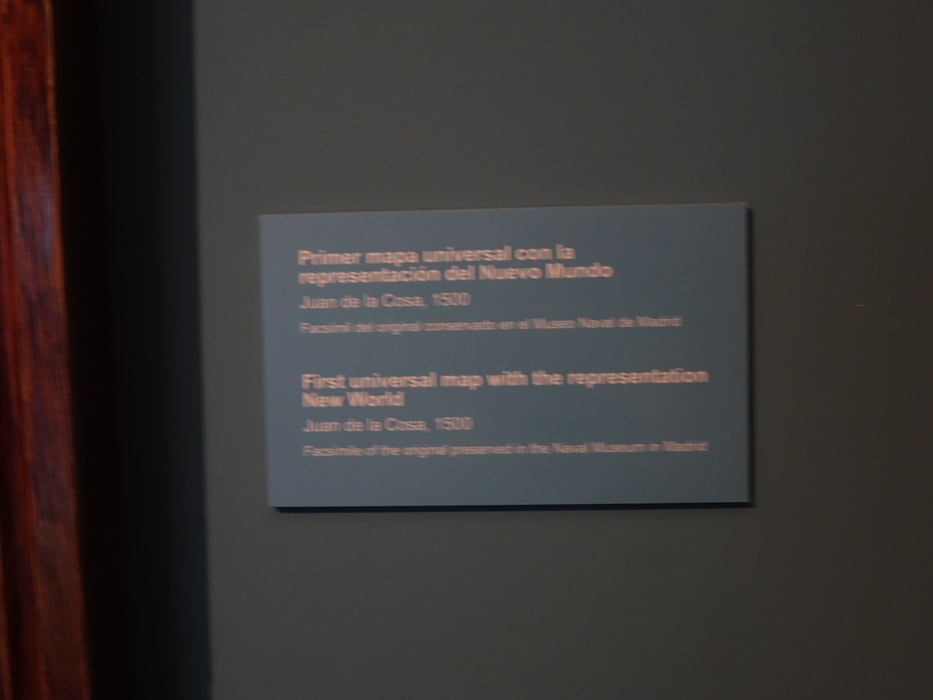 Primer mapa universal con la
representación del Nuevo Mundo
Juan de la Cosa, 1500
Facsímil del original conservado en el Museo Naval de Madrid
First universal map with the representation
New World
Juan de la Cosa, 1500
Facsimile of the original preserved in the Naval Museum in Madrid